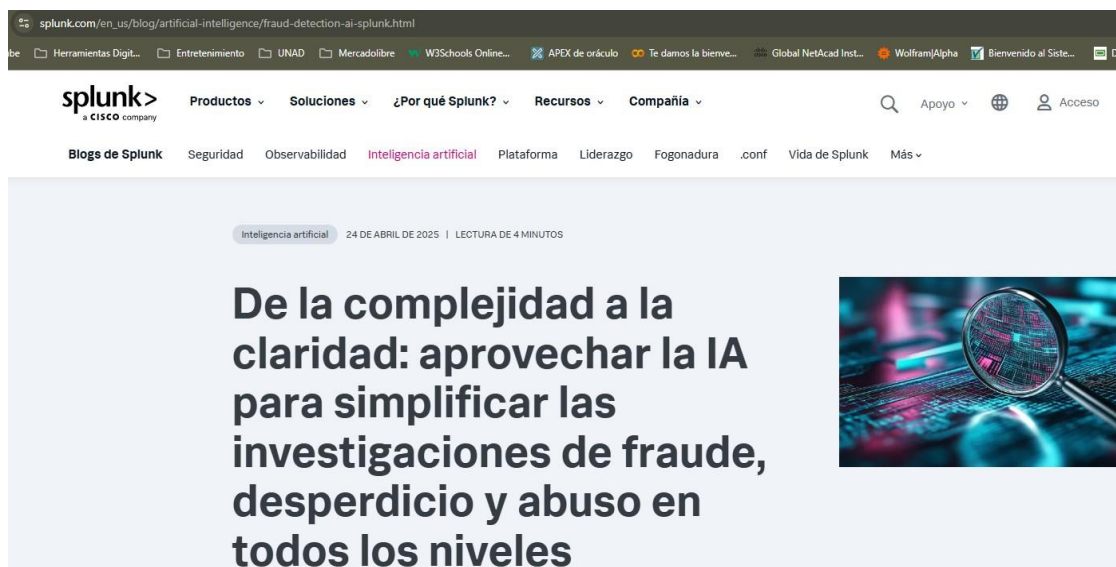 splunk.com/en_us/blog/artificial-intelligence/fraud-detection-ai-splunk.html
be Herramientas Digit... Entretenimiento UNAD Mercadolibre W3Schools Online... APEX de oráculo Te damos la bienve... Global NetAcad Inst... Wolfram|Alpha Bienvenido al Siste... D
splunk> Productos Soluciones ¿Por qué Splunk? Recursos Compañía Apoyo Acceso
a CISCO company
Blogs de Splunk Seguridad Observabilidad Inteligencia artificial Plataforma Liderazgo Fogonadura .conf Vida de Splunk Más
Inteligencia artificial 24 DE ABRIL DE 2025 | LECTURA DE 4 MINUTOS
De la complejidad a la
claridad: aprovechar la IA
para simplificar las
investigaciones de fraude,
desperdicio y abuso en
todos los niveles